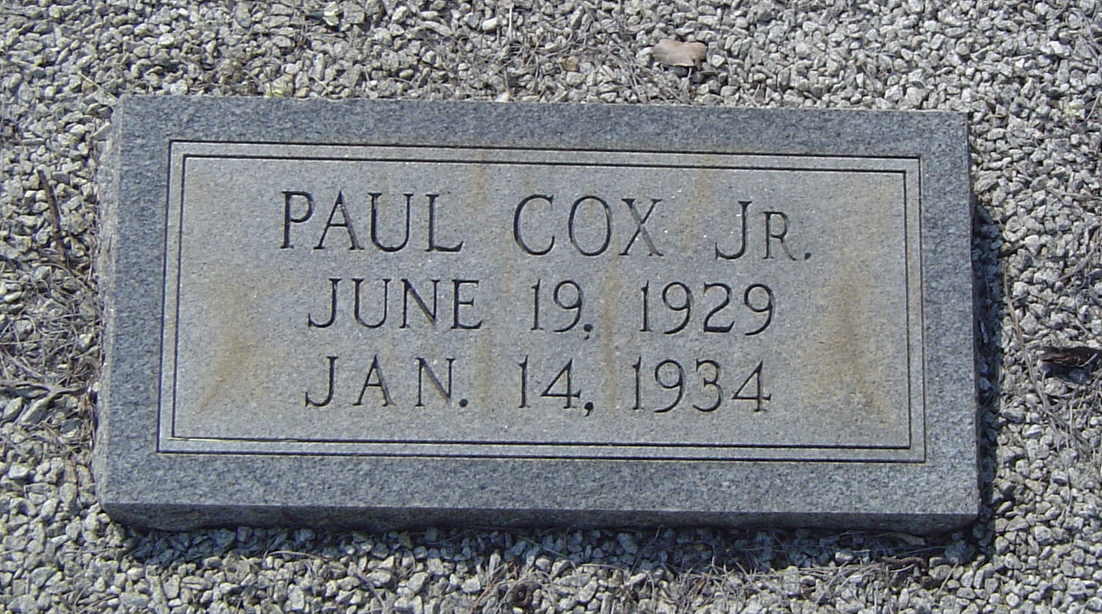 PAUL COX JR.
JUNE 19, 1929
JAN. 14, 1934